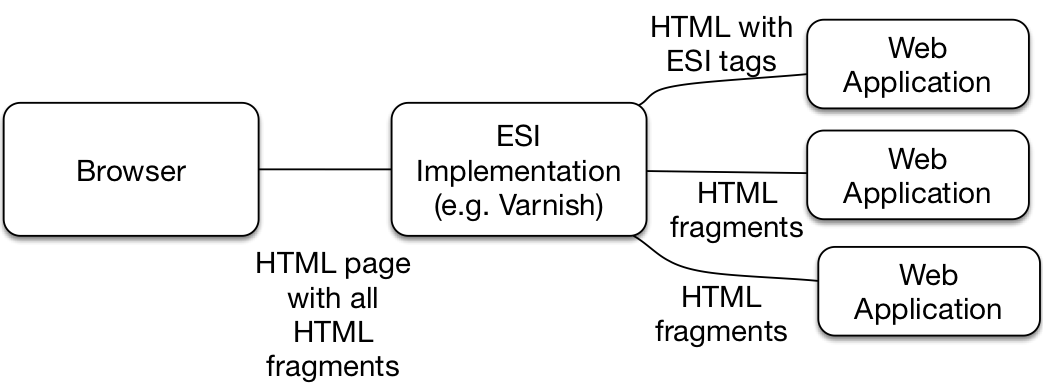 Browser
HTML page
with all
HTML
fragments
ESI
Implementation
(e.g. Varnish)
HTML with
ESI tags
Web
Application
HTML
fragments
Web
Application
HTML
fragments
Web
Application